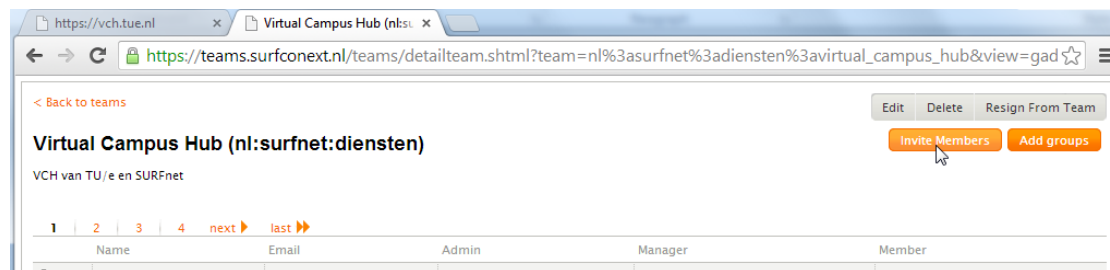 https://vch.tue.nl × Virtual Campus Hub (nl:su ×
https://teams.surfconext.nl/teams/detailteam.shtml?team=nl%3asurfnet%3adiensten%3avirtual_campus_hub&view=gad
< Back to teams
Edit Delete Resign From Team
Virtual Campus Hub (nl:surfnet:diensten)
Invite Members Add groups
VCH van TU/e en SURFnet
1 2 3 4 next last
Name Email Admin Manager Member